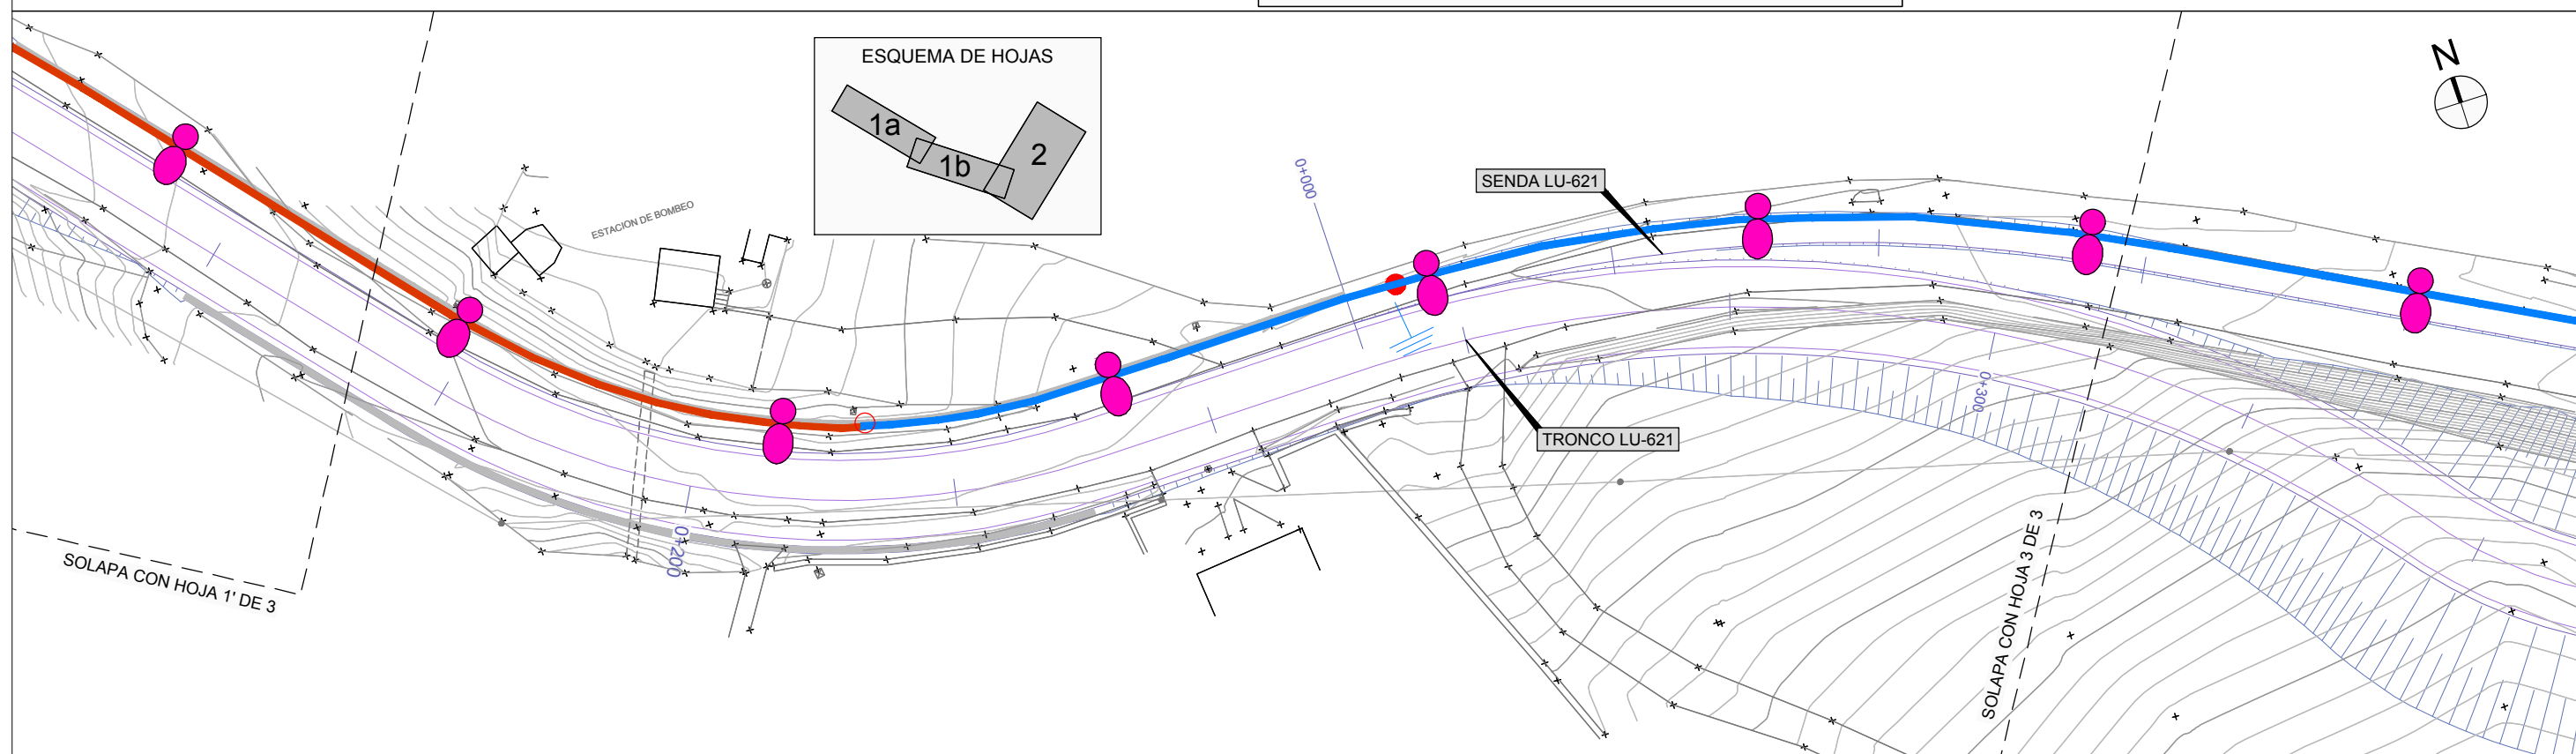 ESQUEMA DE HOJAS
1a
1b
2
N
ESTACION DE BOMBEO
0+000
SENDA LU-621
TRONCO LU-621
0+300
0+200
SOLAPA CON HOJA 1' DE 3
SOLAPA CON HOJA 3 DE 3